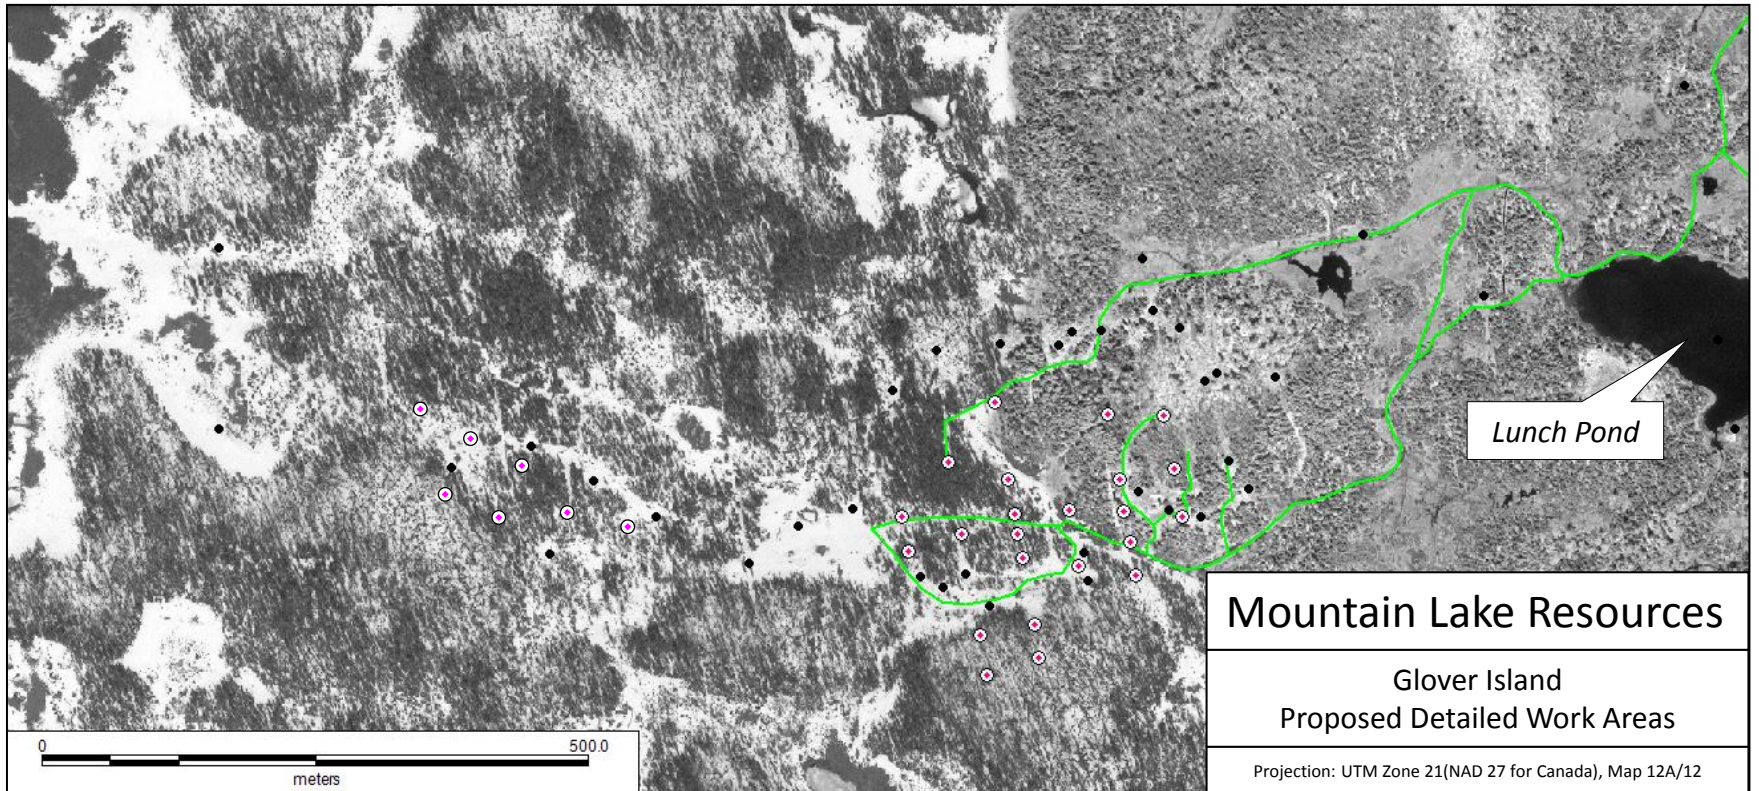 Lunch Pond
Mountain Lake Resources
Glover Island
Proposed Detailed Work Areas
Projection: UTM Zone 21(NAD 27 for Canada), Map 12A/12
0 500.0
meters